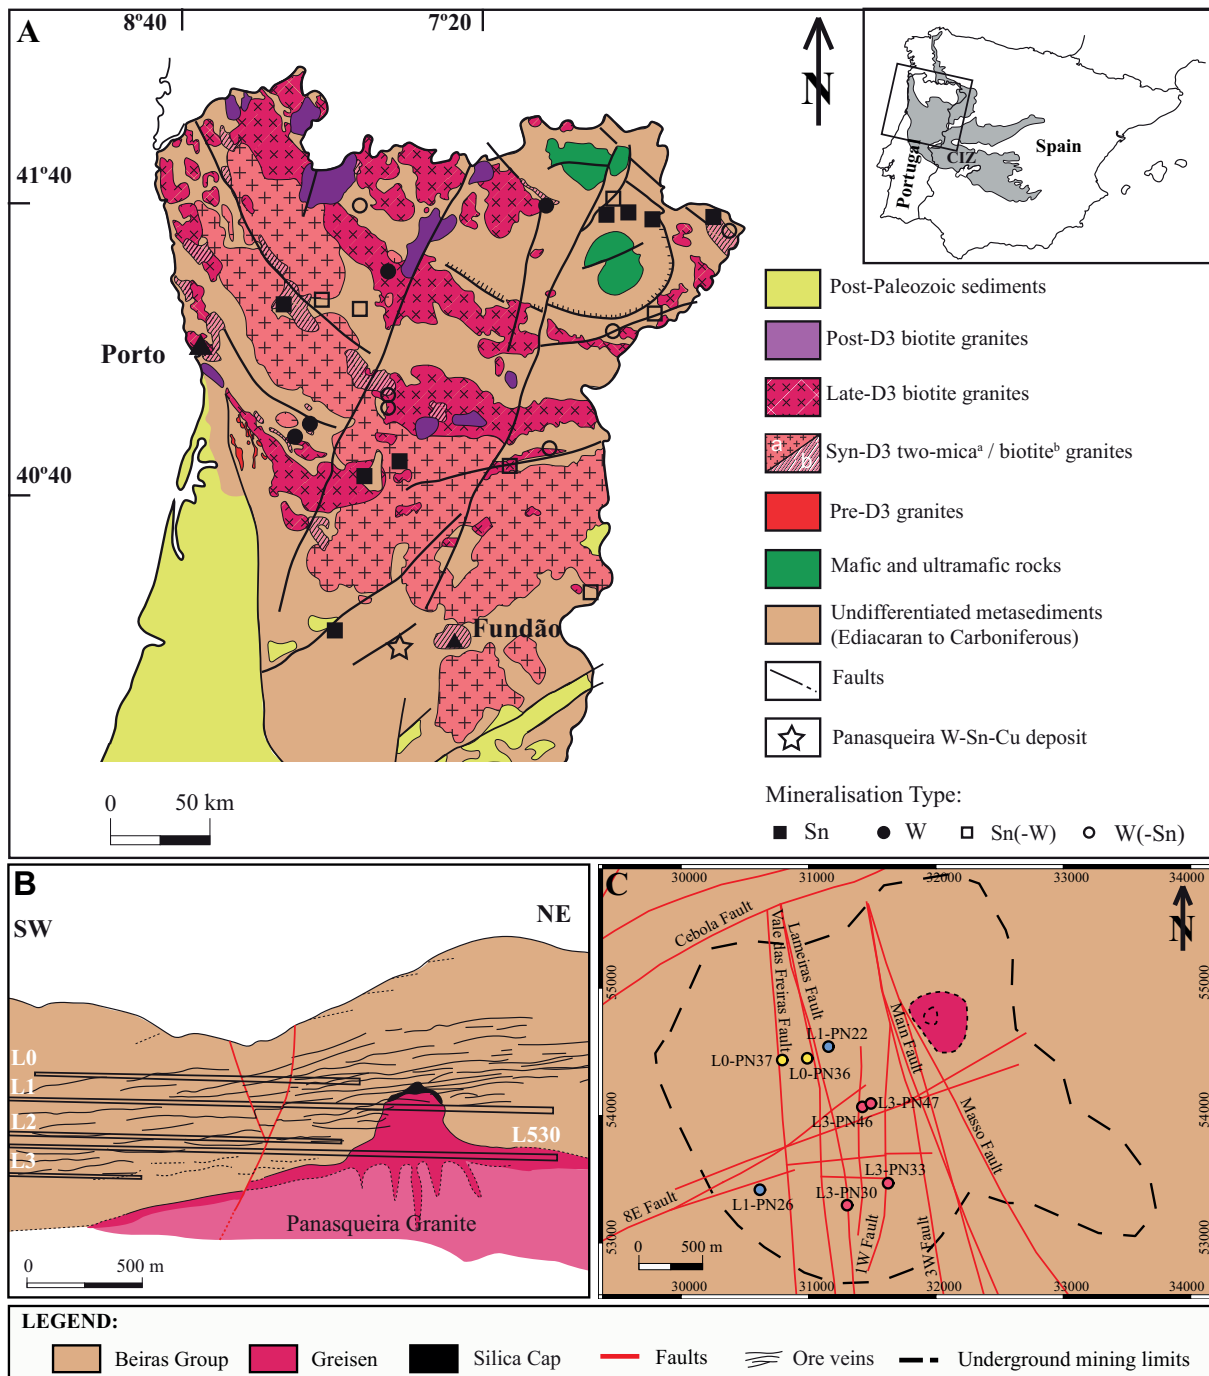 A
8º40
7º20
N
41º40
40º40
Porto
Fundão
0 50 km
Portugal
CIZ
Spain
Post-Paleozoic sediments
Post-D3 biotite granites
Late-D3 biotite granites
a
b
Syn-D3 two-micaᵃ / biotiteᵇ granites
Pre-D3 granites
Mafic and ultramafic rocks
Undifferentiated metasediments
(Ediacaran to Carboniferous)
Faults
Panasqueira W-Sn-Cu deposit
Mineralisation Type:
Sn W Sn(-W) W(-Sn)
B
SW
NE
L0
L1
L2
L3
L530
Panasqueira Granite
0 500 m
C
30000 31000 32000 33000 34000
N
55000
54000
53000
55000
54000
53000
Cebola Fault
Vale das Freiras Fault
Lameiras Fault
Main Fault
Masso Fault
L1-PN22
L0-PN37
L0-PN36
L3-PN47
L3-PN46
L3-PN33
L3-PN30
L1-PN26
8E Fault
1W Fault
3W Fault
0 500 m
30000 31000 32000 33000 34000
LEGEND:
Beiras Group
Greisen
Silica Cap
Faults
Ore veins
Underground mining limits